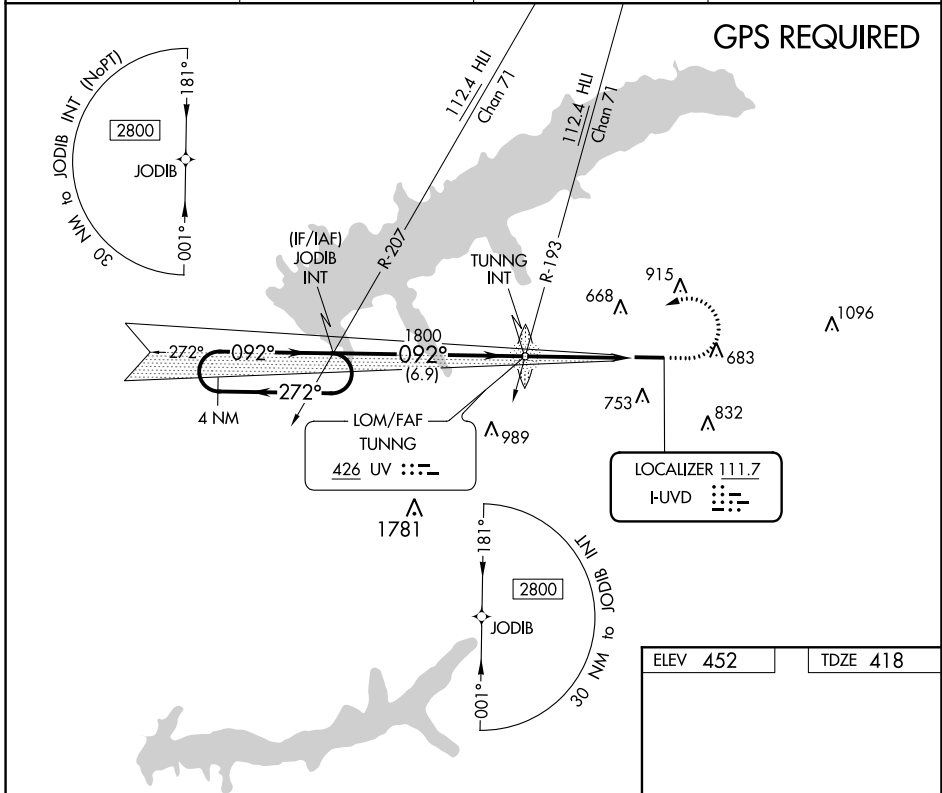 GPS REQUIRED
30 NM to JODIB INT (NoPT)
181°
2800
JODIB
001°
112.4 HLI
Chan 71
112.4 HLI
Chan 71
R-207
R-193
(IF/IAF)
JODIB
INT
TUNNG
INT
668
915
1096
683
753
832
989
1781
272°
092°
1800
092°
(6.9)
272°
4 NM
LOM/FAF
TUNNG
426 UV
LOCALIZER 111.7
I-UVD
181°
2800
JODIB
001°
30 NM to JODIB INT
ELEV 452
TDZE 418